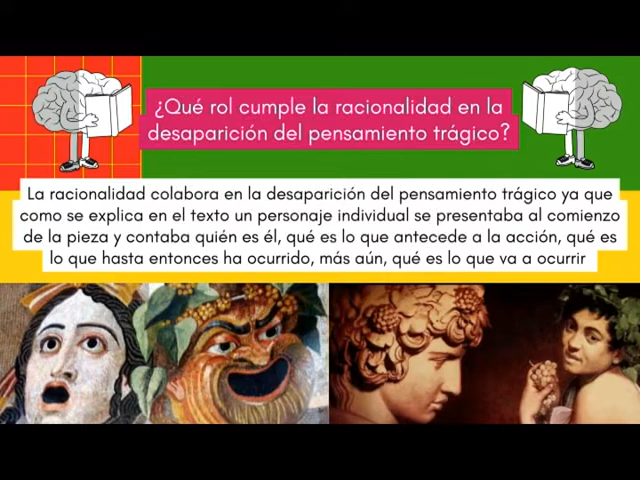 ¿Qué rol cumple la racionalidad en la
desaparición del pensamiento trágico?
La racionalidad colabora en la desaparición del pensamiento trágico ya que
como se explica en el texto un personaje individual se presentaba al comienzo
de la pieza y contaba quién es él, qué es lo que antecede a la acción, qué es
lo que hasta entonces ha ocurrido, más aún, qué es lo que va a ocurrir